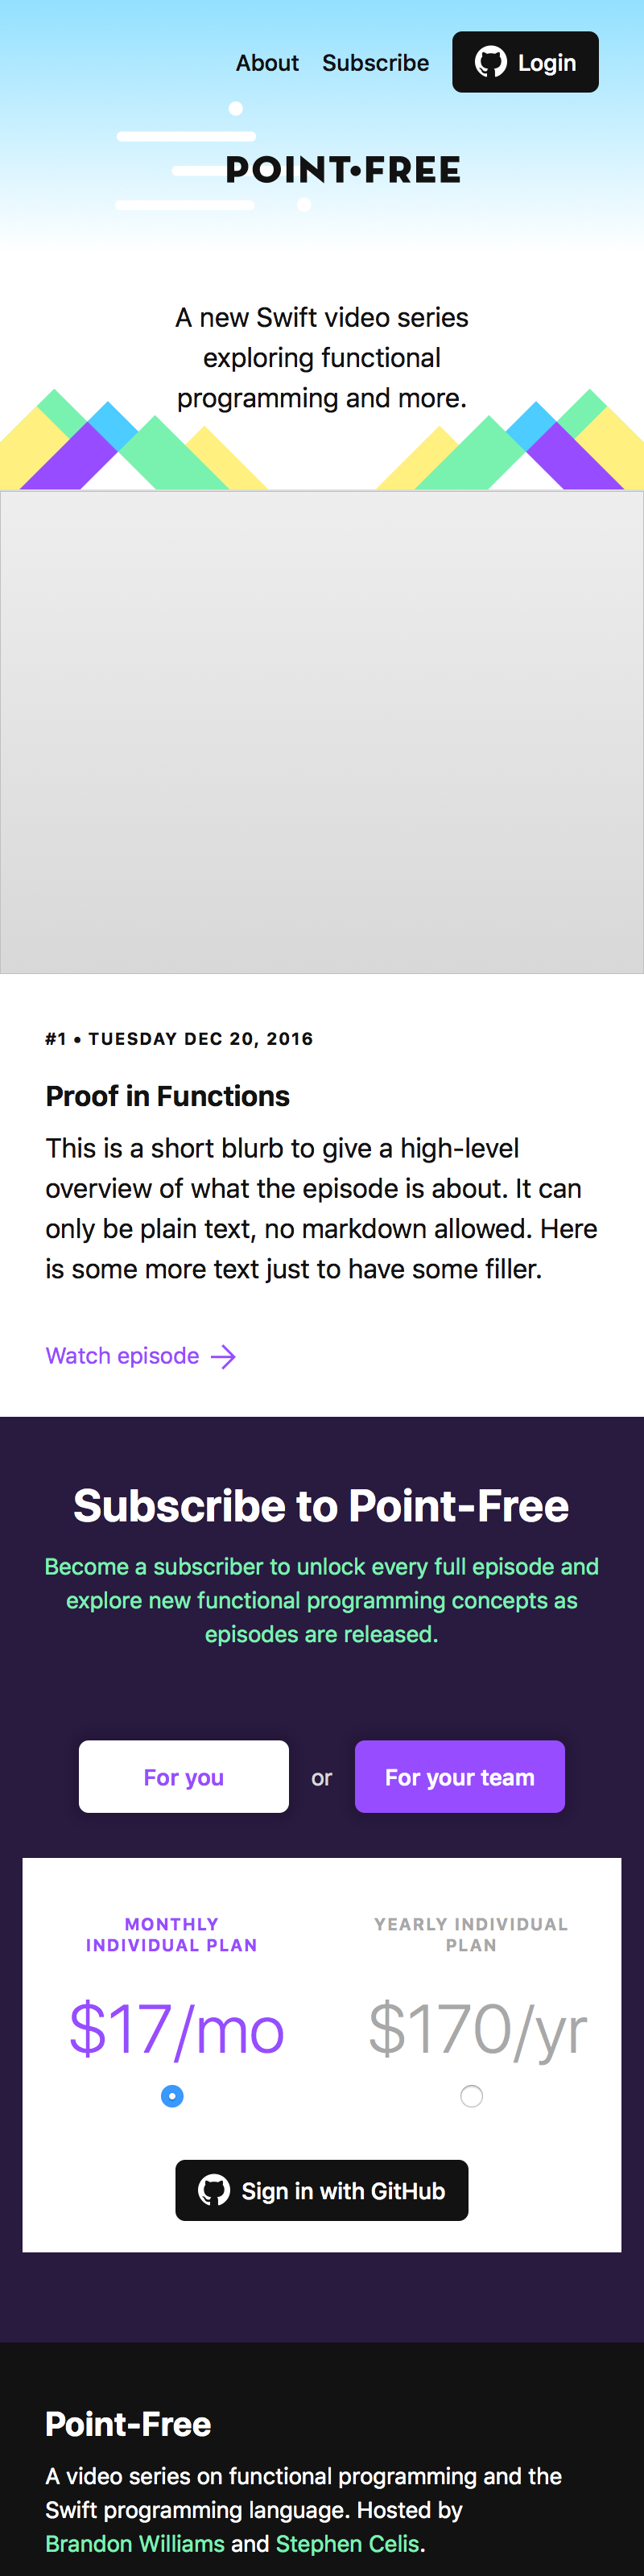 About Subscribe Login
POINT•FREE
A new Swift video series
exploring functional
programming and more.
#1 • TUESDAY DEC 20, 2016
Proof in Functions
This is a short blurb to give a high-level
overview of what the episode is about. It can
only be plain text, no markdown allowed. Here
is some more text just to have some filler.
Watch episode →
Subscribe to Point-Free
Become a subscriber to unlock every full episode and
explore new functional programming concepts as
episodes are released.
For you or For your team
MONTHLY
INDIVIDUAL PLAN
$17/mo
YEARLY INDIVIDUAL
PLAN
$170/yr
Sign in with GitHub
Point-Free
A video series on functional programming and the
Swift programming language. Hosted by
Brandon Williams and Stephen Celis.